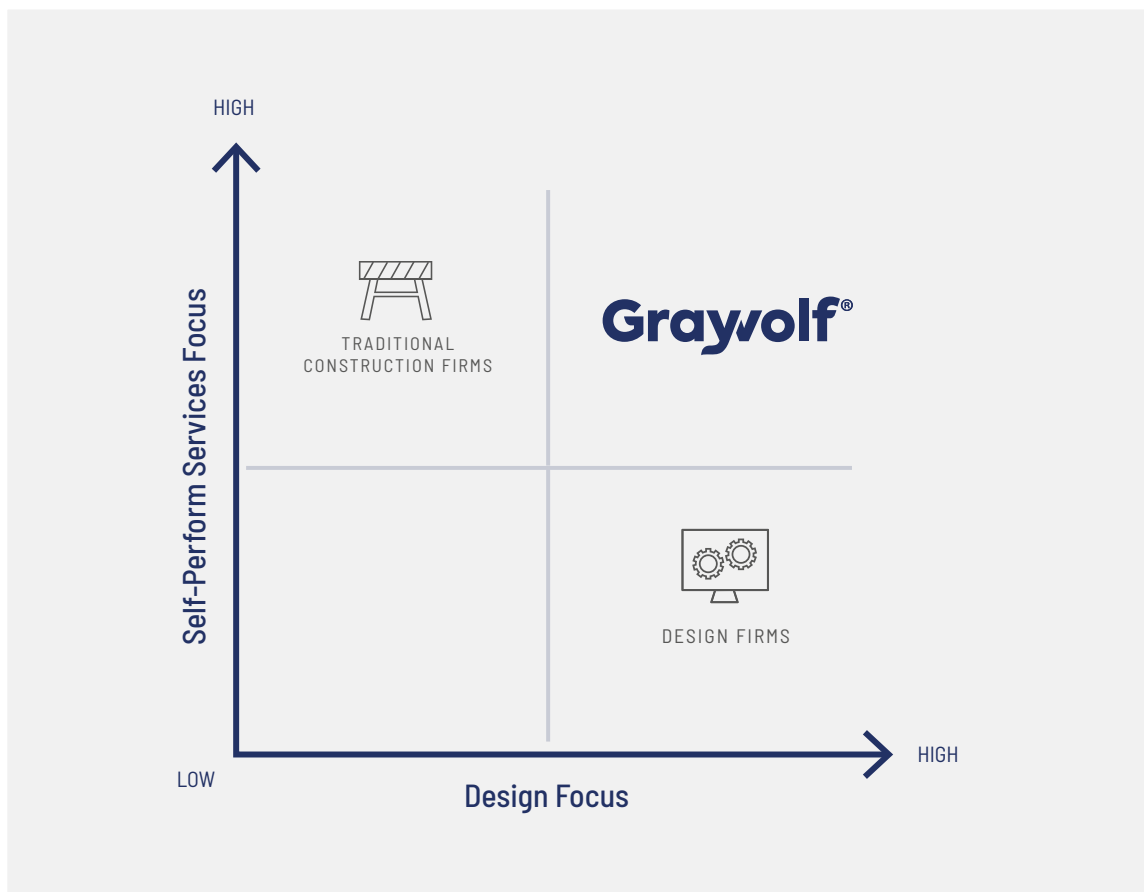 HIGH
Self-Perform Services Focus
TRADITIONAL
CONSTRUCTION FIRMS
Graywolf®
DESIGN FIRMS
LOW
HIGH
Design Focus